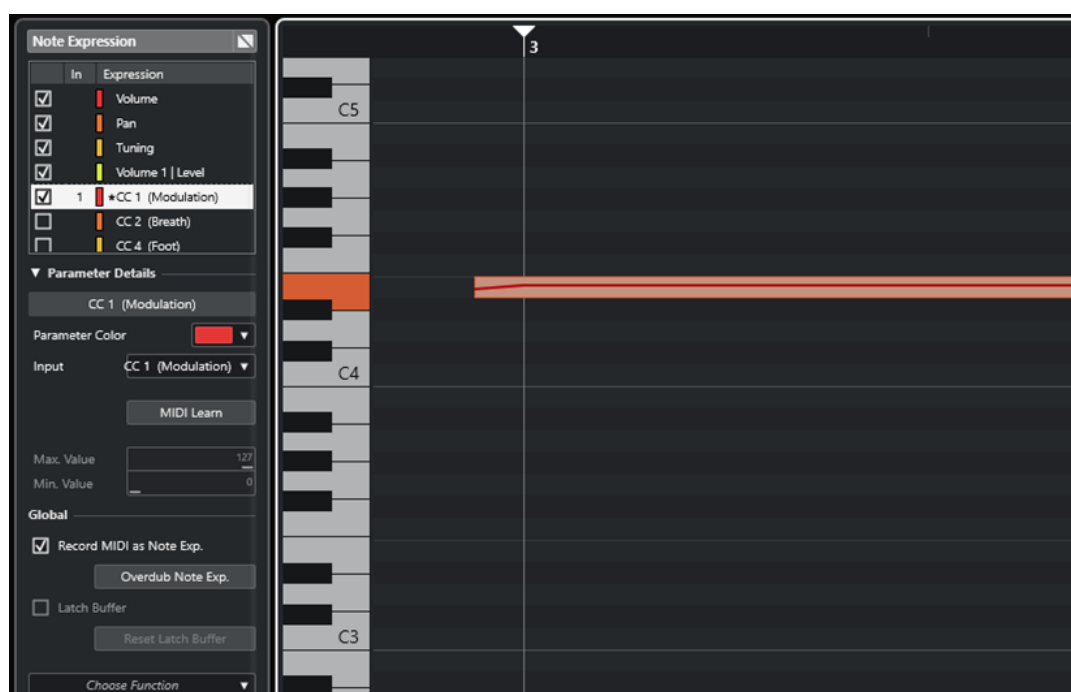 Note Expression
In Expression
Volume
Pan
Tuning
Volume 1 | Level
1 ★CC 1 (Modulation)
CC 2 (Breath)
CC 4 (Foot)
▼ Parameter Details
CC 1 (Modulation)
Parameter Color
Input CC 1 (Modulation)
MIDI Learn
Max. Value 127
Min. Value 0
Global
Record MIDI as Note Exp.
Overdub Note Exp.
Latch Buffer
Reset Latch Buffer
Choose Function
3
C5
C4
C3